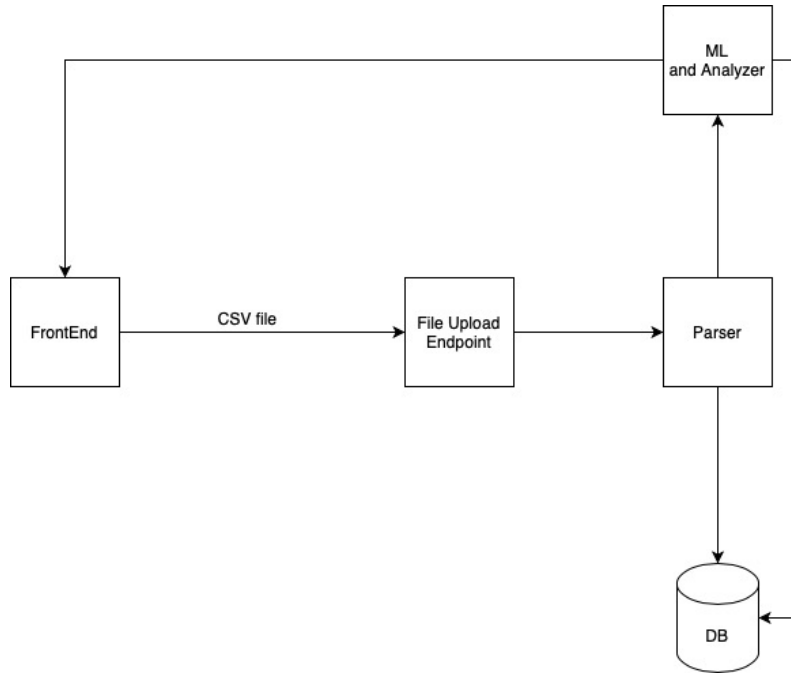 ML
and Analyzer
FrontEnd
CSV file
File Upload
Endpoint
Parser
DB